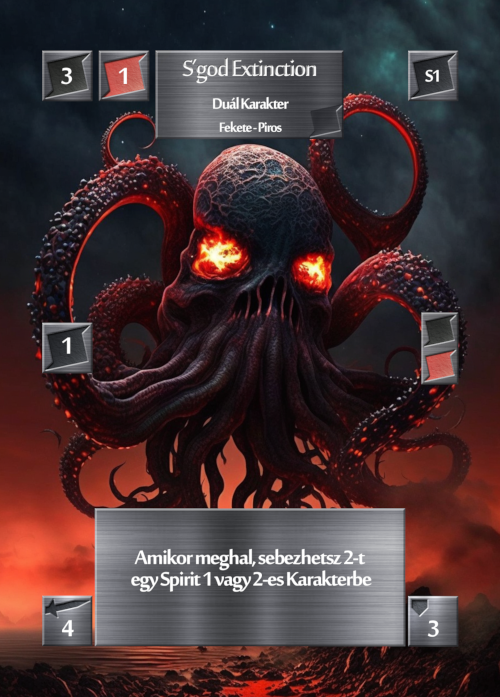 3 1 S'god Extinction S1
Duál Karakter
Fekete - Piros
1
Amikor meghal, sebezhetsz 2-t
egy Spirit 1 vagy 2-es Karakterbe
4 3